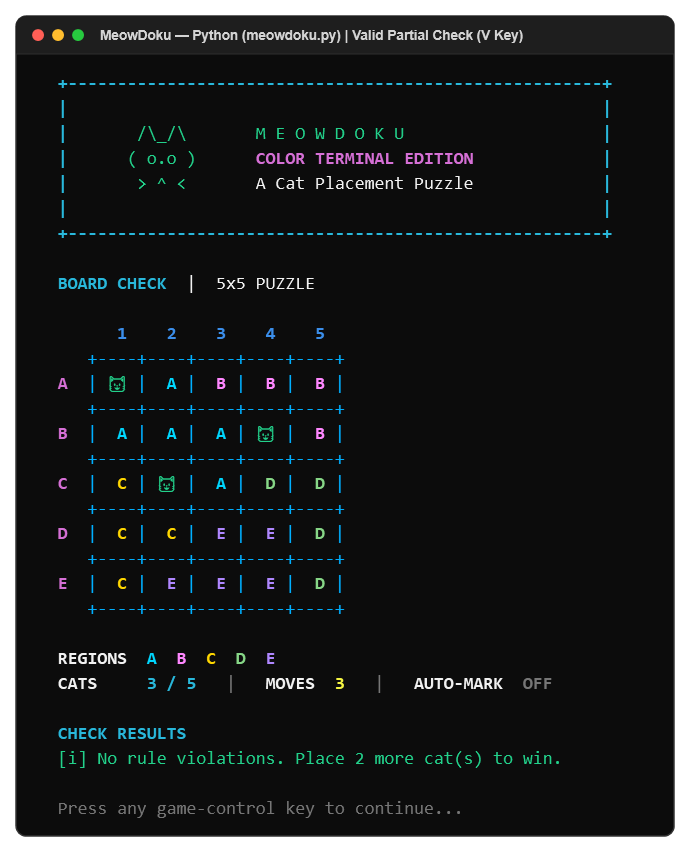 MeowDoku — Python (meowdoku.py) | Valid Partial Check (V Key)
+------------------------------------------------------+
|                                                      |
|       /\_/\       M E O W D O K U                    |
|      ( o.o )      COLOR TERMINAL EDITION             |
|       > ^ <       A Cat Placement Puzzle             |
|                                                      |
+------------------------------------------------------+
BOARD CHECK  |  5x5 PUZZLE
      1    2    3    4    5
   +----+----+----+----+----+
A  | 🐱 |  A |  B |  B |  B |
   +----+----+----+----+----+
B  |  A |  A |  A | 🐱 |  B |
   +----+----+----+----+----+
C  |  C | 🐱 |  A |  D |  D |
   +----+----+----+----+----+
D  |  C |  C |  E |  E |  D |
   +----+----+----+----+----+
E  |  C |  E |  E |  E |  D |
   +----+----+----+----+----+
REGIONS  A  B  C  D  E
CATS     3 / 5   |   MOVES  3   |   AUTO-MARK  OFF
CHECK RESULTS
[i] No rule violations. Place 2 more cat(s) to win.
Press any game-control key to continue...